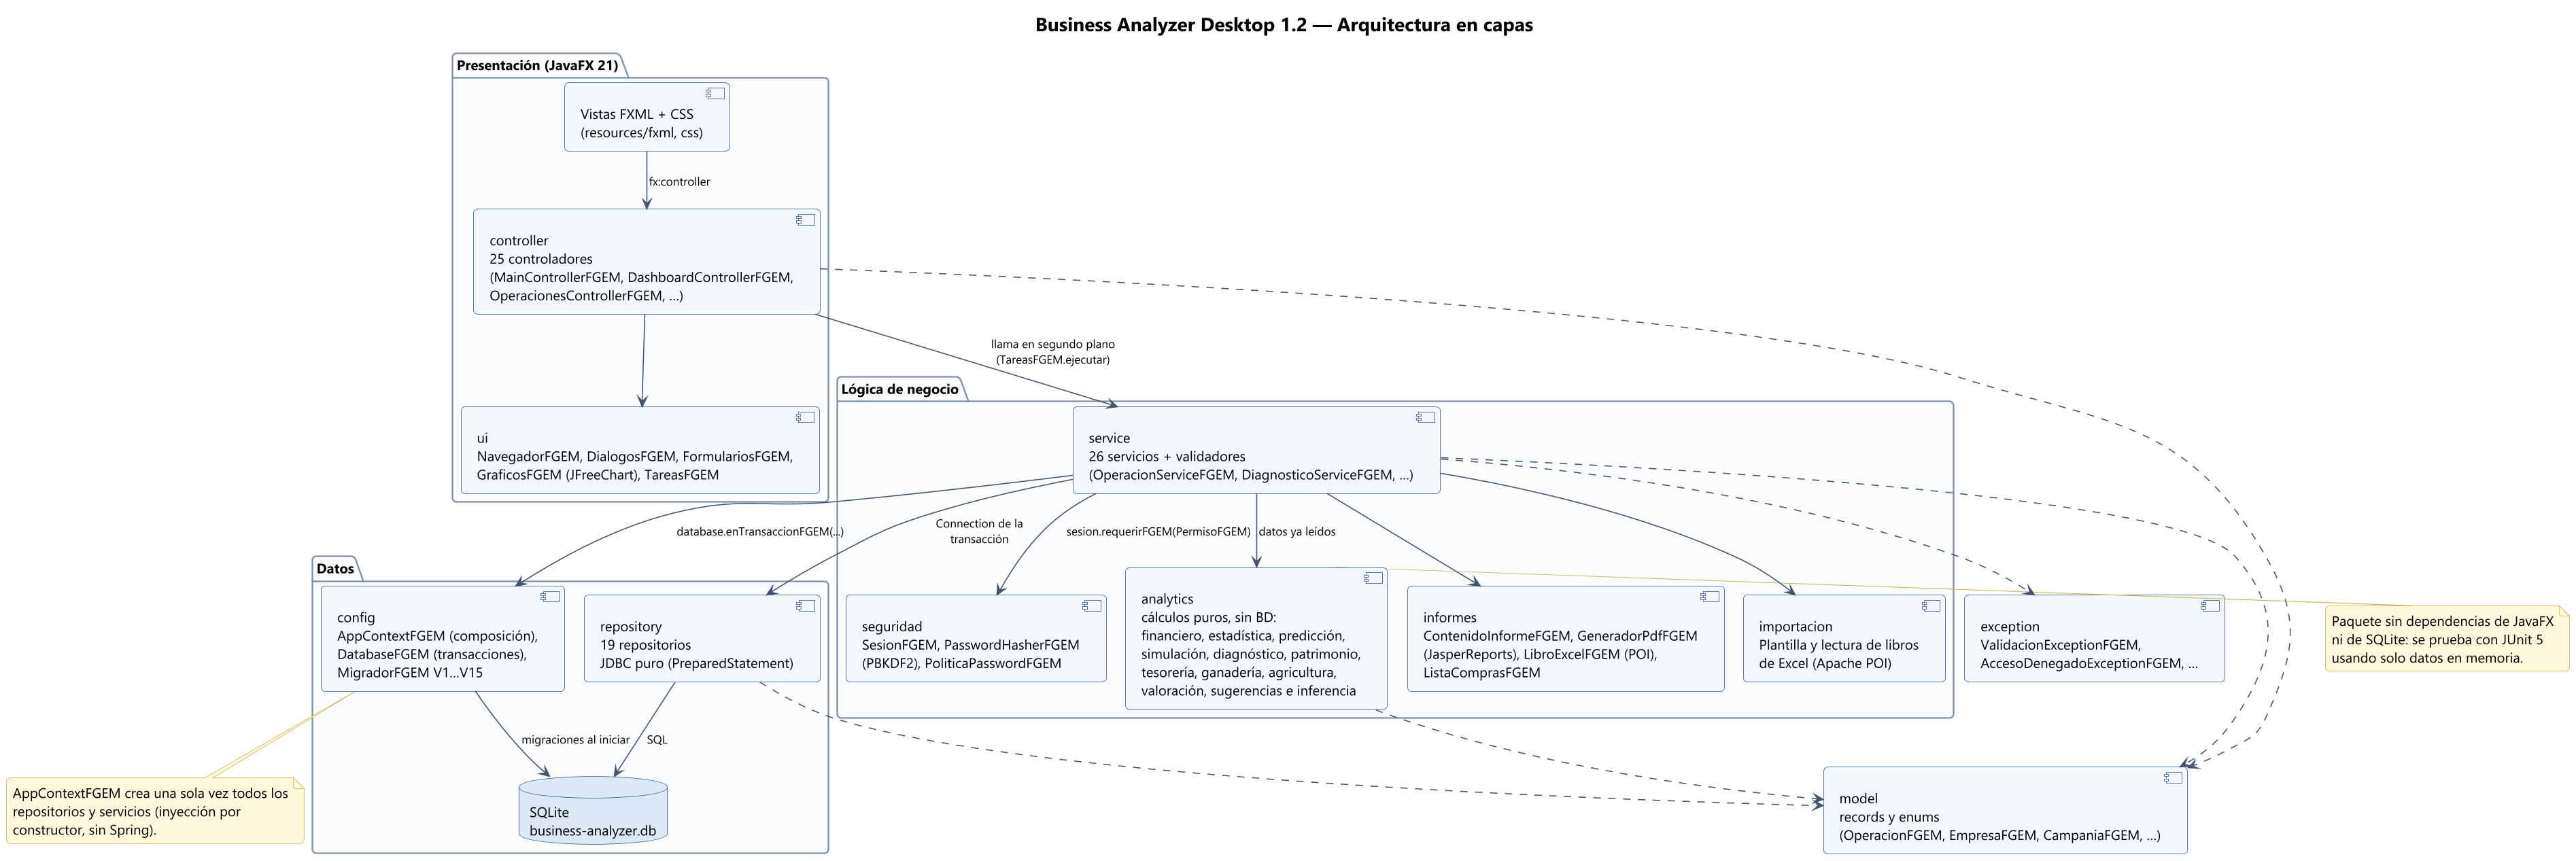 Business Analyzer Desktop 1.2 — Arquitectura en capas
Presentación (JavaFX 21)
Vistas FXML + CSS
(resources/fxml, css)
fx:controller
controller
25 controladores
(MainControllerFGEM, DashboardControllerFGEM,
OperacionesControllerFGEM, ...)
llama en segundo plano
(TareasFGEM.ejecutar)
ui
NavegadorFGEM, DialogosFGEM, FormulariosFGEM,
GraficosFGEM (JFreeChart), TareasFGEM
Lógica de negocio
service
26 servicios + validadores
(OperacionServiceFGEM, DiagnosticoServiceFGEM, ...)
database.enTransaccionFGEM(...)
Connection de la
transacción
sesion.requerirFGEM(PermisoFGEM)
datos ya leídos
Datos
config
AppContextFGEM (composición),
DatabaseFGEM (transacciones),
MigradorFGEM V1...V15
repository
19 repositorios
JDBC puro (PreparedStatement)
seguridad
SesionFGEM, PasswordHasherFGEM
(PBKDF2), PoliticaPasswordFGEM
analytics
cálculos puros, sin BD:
financiero, estadística, predicción,
simulación, diagnóstico, patrimonio,
tesorería, ganadería, agricultura,
valoración, sugerencias e inferencia
informes
ContenidoInformeFGEM, GeneradorPdfFGEM
(JasperReports), LibroExcelFGEM (POI),
ListaComprasFGEM
importacion
Plantilla y lectura de libros
de Excel (Apache POI)
exception
ValidacionExceptionFGEM,
AccesoDenegadoExceptionFGEM, ...
Paquete sin dependencias de JavaFX
ni de SQLite: se prueba con JUnit 5
usando solo datos en memoria.
migraciones al iniciar
SQL
AppContextFGEM crea una sola vez todos los
repositorios y servicios (inyección por
constructor, sin Spring).
SQLite
business-analyzer.db
model
records y enums
(OperacionFGEM, EmpresaFGEM, CampaniaFGEM, ...)